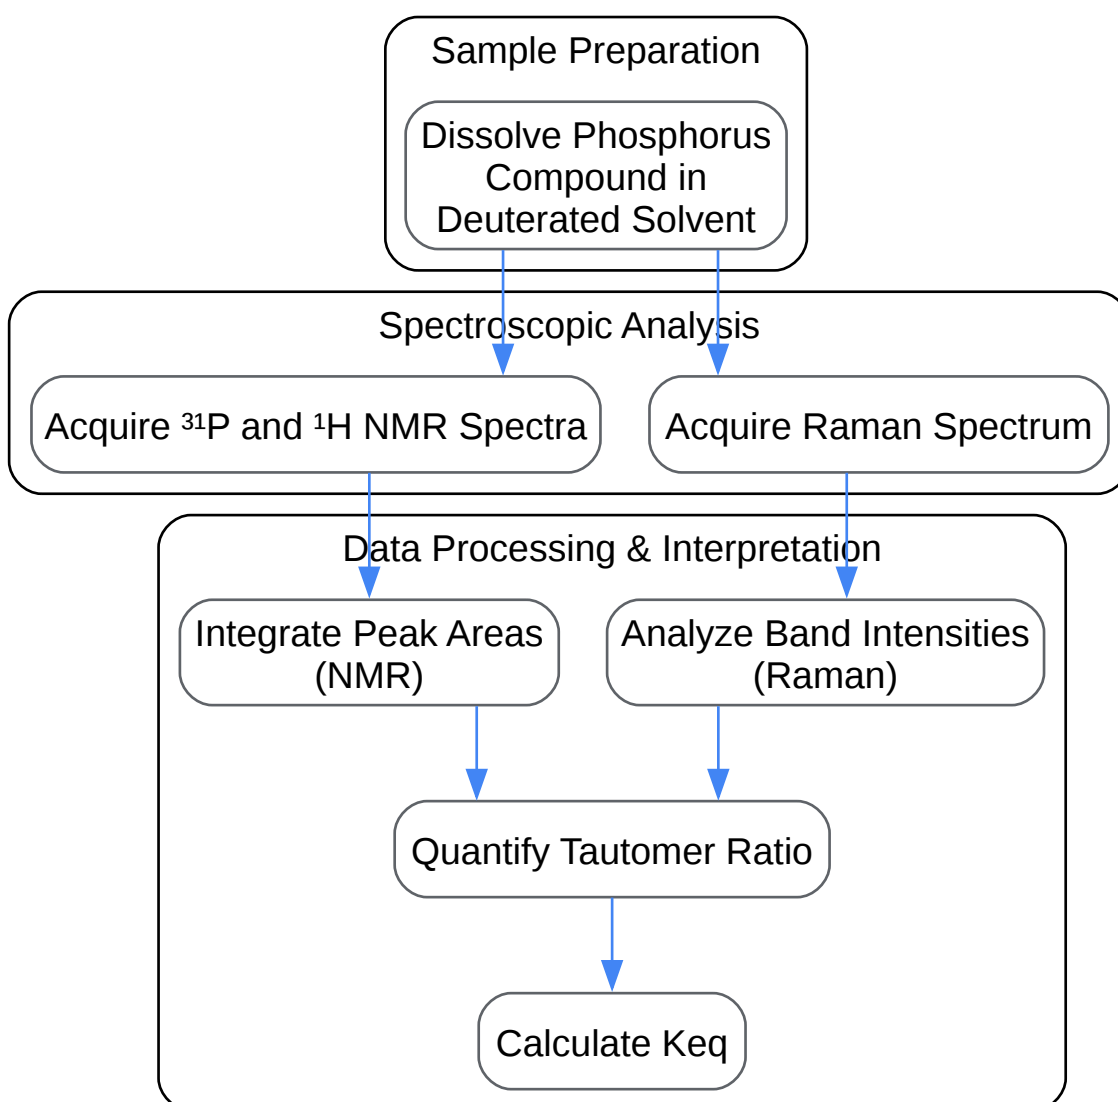 Sample Preparation
Dissolve Phosphorus
Compound in
Deuterated Solvent
Spectroscopic Analysis
Acquire ³¹P and ¹H NMR Spectra
Acquire Raman Spectrum
Data Processing & Interpretation
Integrate Peak Areas
(NMR)
Analyze Band Intensities
(Raman)
Quantify Tautomer Ratio
Calculate Keq